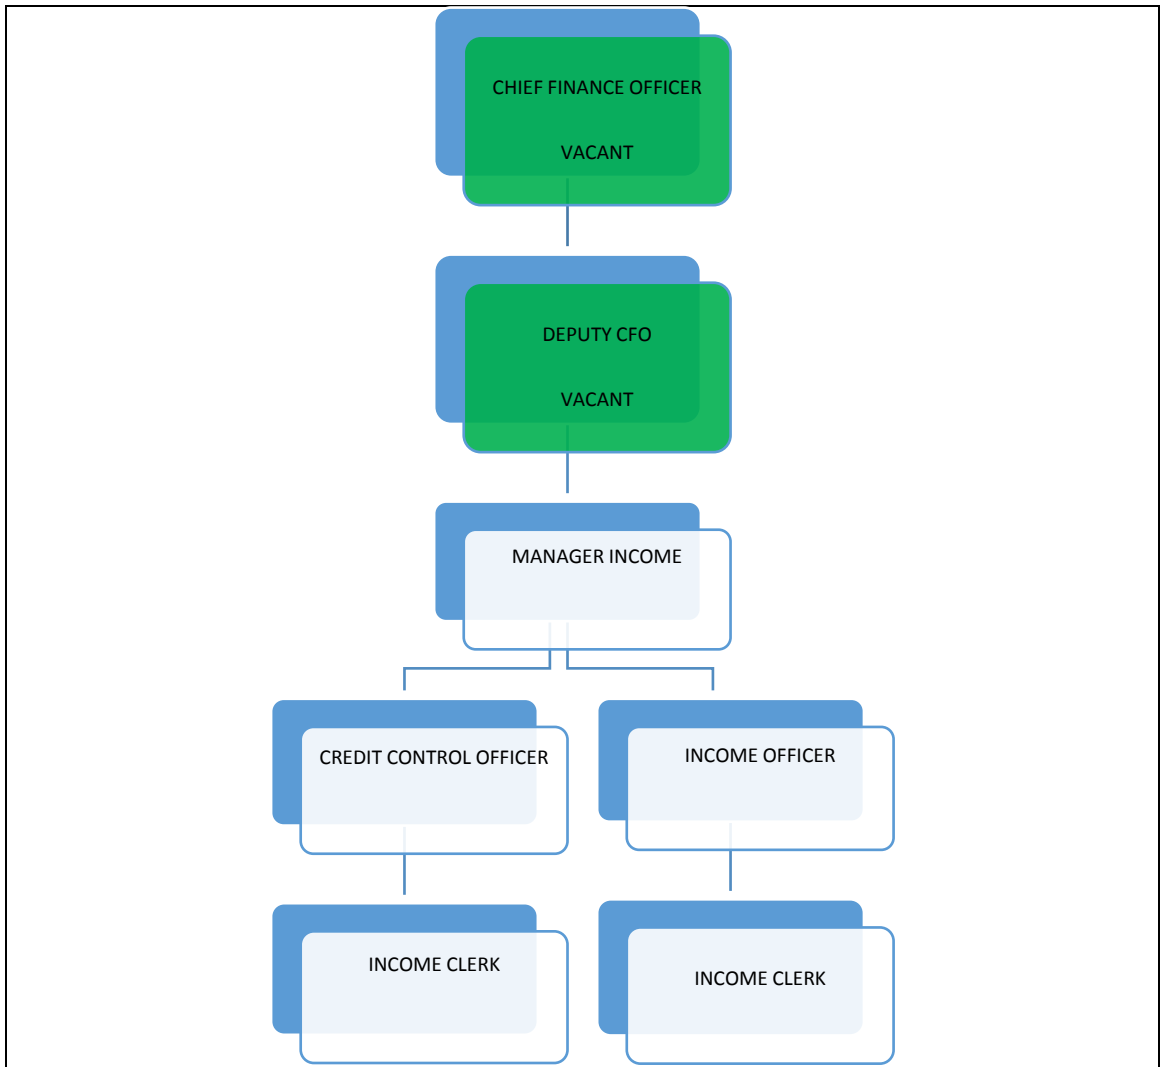 CHIEF FINANCE OFFICER
VACANT
DEPUTY CFO
VACANT
MANAGER INCOME
CREDIT CONTROL OFFICER
INCOME OFFICER
INCOME CLERK
INCOME CLERK